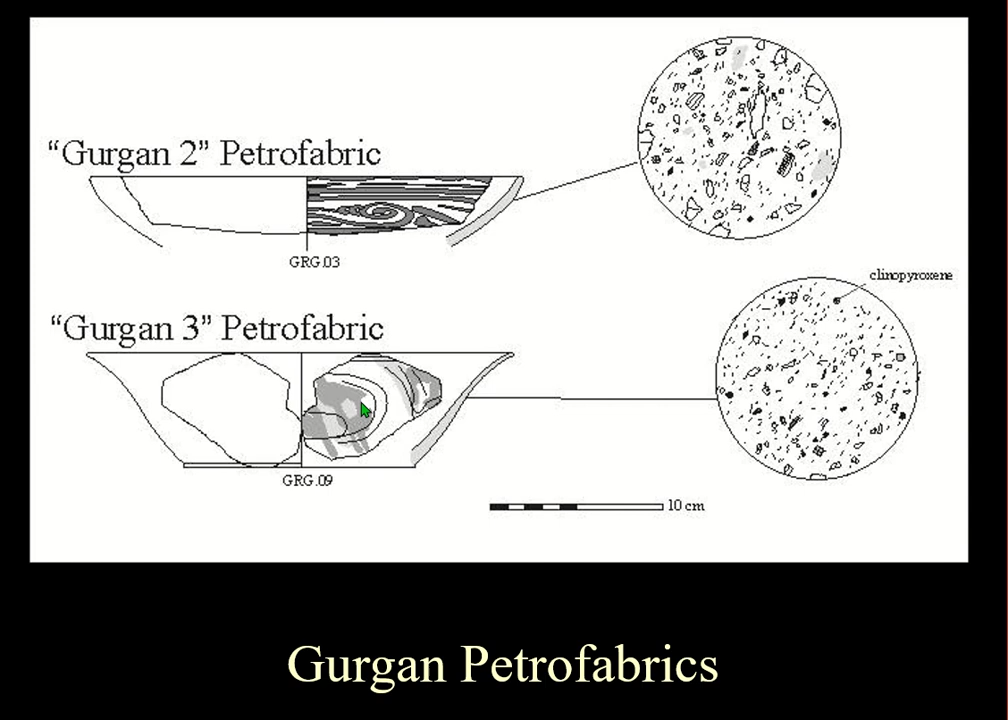 “Gurgan 2” Petrofabric
GRG.03
clinopyroxene
“Gurgan 3” Petrofabric
GRG.09
10 cm
Gurgan Petrofabrics